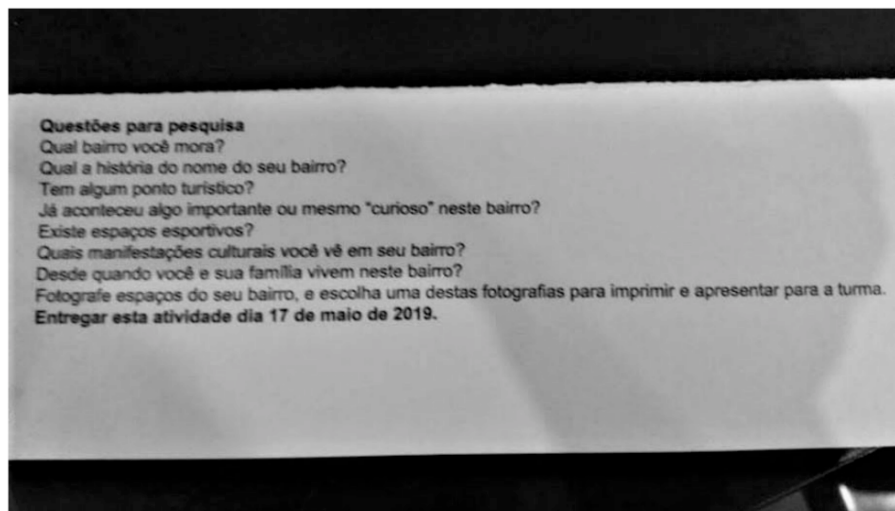 Questões para pesquisa
Qual bairro você mora?
Qual a história do nome do seu bairro?
Tem algum ponto turístico?
Já aconteceu algo importante ou mesmo "curioso" neste bairro?
Existe espaços esportivos?
Quais manifestações culturais você vê em seu bairro?
Desde quando você e sua família vivem neste bairro?
Fotografe espaços do seu bairro, e escolha uma destas fotografias para imprimir e apresentar para a turma.
Entregar esta atividade dia 17 de maio de 2019.